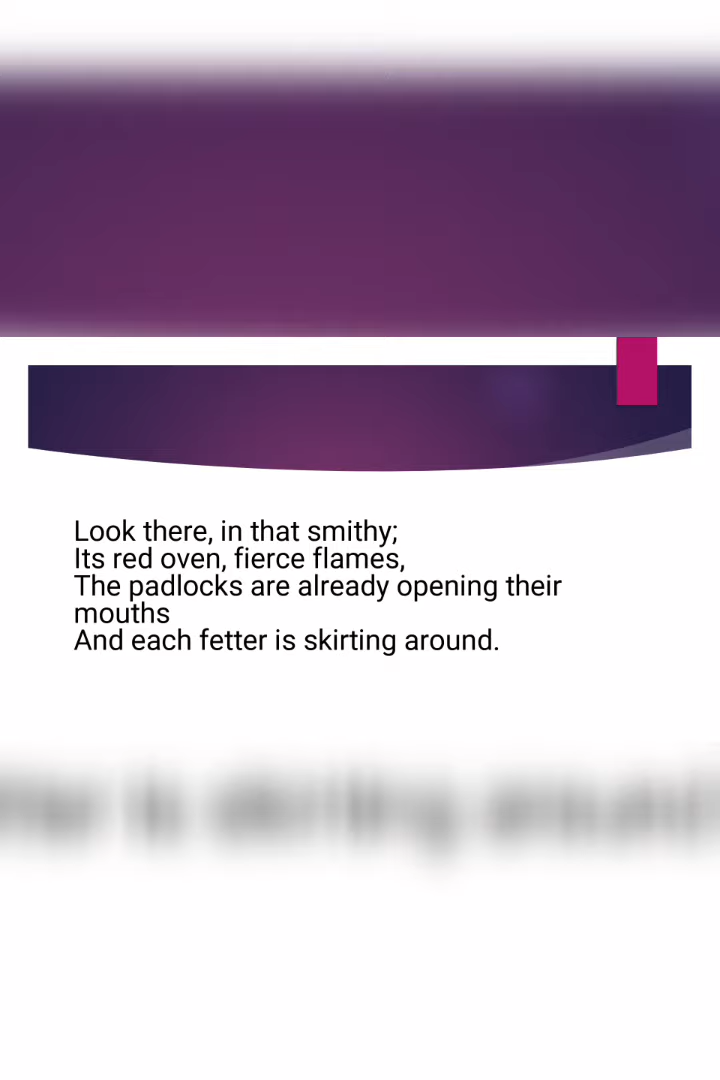 Look there, in that smithy;
Its red oven, fierce flames,
The padlocks are already opening their
mouths
And each fetter is skirting around.